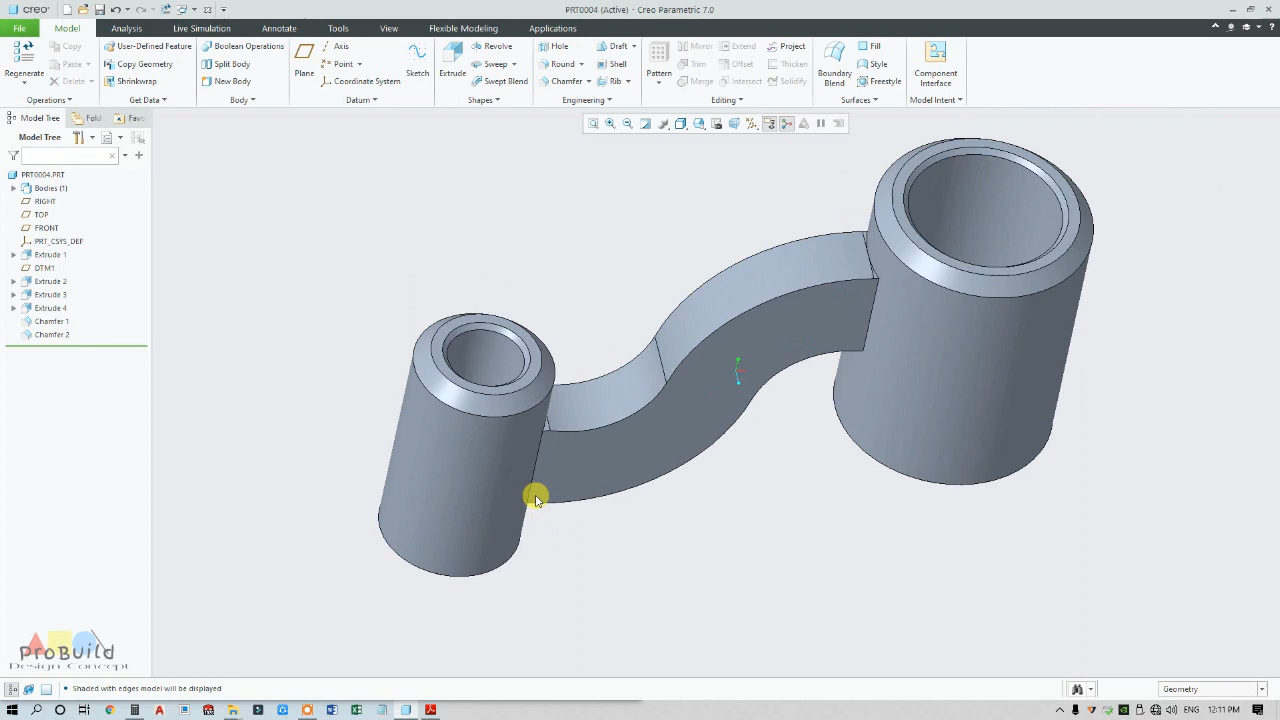 creo
PRT0004 (Active) - Creo Parametric 7.0
File Model Analysis Live Simulation Annotate Tools View Flexible Modeling Applications
Copy User-Defined Feature Boolean Operations Axis Revolve Hole Draft Mirror Extend Project Fill
Paste Copy Geometry Split Body Point Sweep Round Shell Trim Offset Thicken Style
Regenerate Delete Shrinkwrap New Body Plane Coordinate System Sketch Extrude Swept Blend Chamfer Rib Pattern Merge Intersect Solidify Boundary Blend Freestyle Component Interface
Operations Get Data Body Datum Shapes Engineering Editing Surfaces Model Intent
Model Tree Fold Favo
Model Tree
PRT0004.PRT
Bodies (1)
RIGHT
TOP
FRONT
PRT_CSYS_DEF
Extrude 1
DTM1
Extrude 2
Extrude 3
Extrude 4
Chamfer 1
Chamfer 2
ProBuild
Design Concept
Shaded with edges model will be displayed
Geometry
ENG 12:11 PM